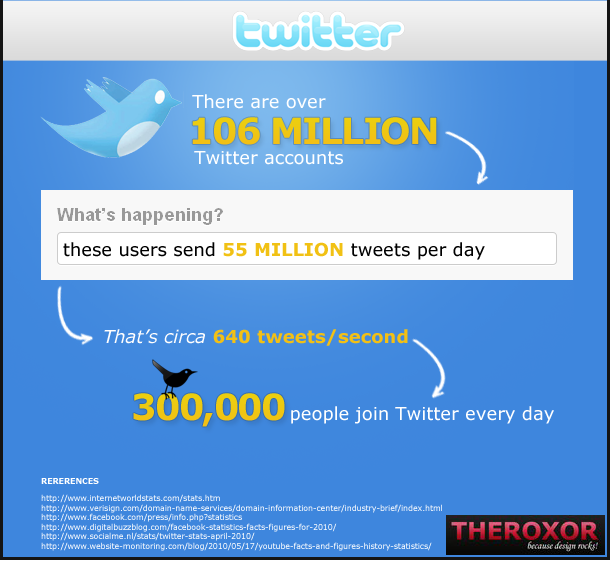 twitter
There are over
106 MILLION
Twitter accounts
What's happening?
these users send 55 MILLION tweets per day
That's circa 640 tweets/second
300,000 people join Twitter every day
RERERENCES
http://www.internetworldstats.com/stats.htm
http://www.verisign.com/domain-name-services/domain-information-center/industry-brief/index.html
http://www.facebook.com/press/info.php?statistics
http://www.digitalbuzzblog.com/facebook-statistics-facts-figures-for-2010/
http://www.socialme.nl/stats/twitter-stats-april-2010/
http://www.website-monitoring.com/blog/2010/05/17/youtube-facts-and-figures-history-statistics/
THEROXOR
because design rocks!